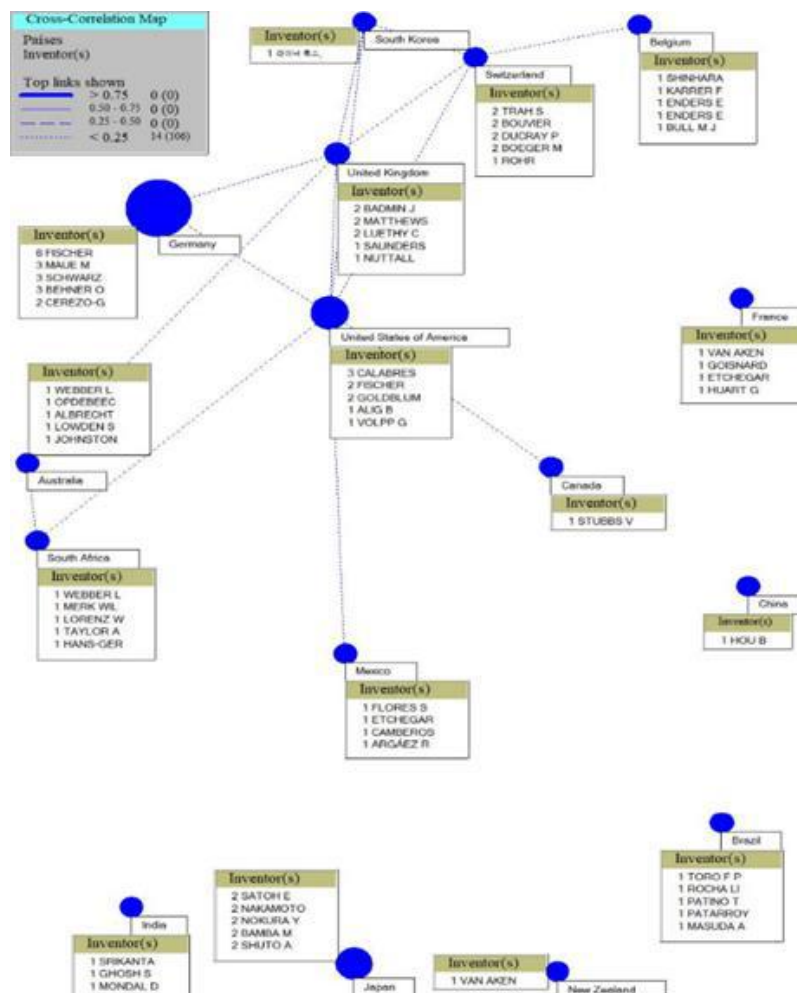 Cross-Correlation Map
Paises
Inventor(s)
Top links shown
> 0.75 0 (0)
0.50 - 0.75 0 (0)
0.25 - 0.50 0 (0)
< 0.25 14 (106)
Inventor(s)
1
South Korea
Switzerland
Inventor(s)
2 TRAH S
2 BOUVIER
2 DUCRAY P
2 BOEGER M
1 ROHR
Belgium
Inventor(s)
1 SHINHARA
1 KARRER F
1 ENDERS E
1 ENDERS E
1 BULL M J
United Kingdom
Inventor(s)
2 BADMIN J
2 MATTHEWS
2 LUETHY C
1 SAUNDERS
1 NUTTALL
Germany
Inventor(s)
6 FISCHER
3 MAUE M
3 SCHWARZ
3 BEHNER O
2 CEREZO-G
United States of America
Inventor(s)
3 CALABRES
2 FISCHER
2 GOLDBLUM
1 ALIG B
1 VOLPP G
France
Inventor(s)
1 VAN AKEN
1 GOISNARD
1 ETCHEGAR
1 HUART G
Inventor(s)
1 WEBBER L
1 OPDEBEEC
1 ALBRECHT
1 LOWDEN S
1 JOHNSTON
Australia
Canada
Inventor(s)
1 STUBBS V
South Africa
Inventor(s)
1 WEBBER L
1 MERK WIL
1 LORENZ W
1 TAYLOR A
1 HANS-GER
China
Inventor(s)
1 HOU B
Mexico
Inventor(s)
1 FLORES S
1 ETCHEGAR
1 CAMBEROS
1 ARGÁEZ R
Brazil
Inventor(s)
1 TORO F P
1 ROCHA LI
1 PATINO T
1 PATARROY
1 MASUDA A
Inventor(s)
2 SATOH E
2 NAKAMOTO
2 NOKURA Y
2 BAMBA M
2 SHUTO A
Japan
India
Inventor(s)
1 SRIKANTA
1 GHOSH S
1 MONDAL D
Inventor(s)
1 VAN AKEN
New Zealand